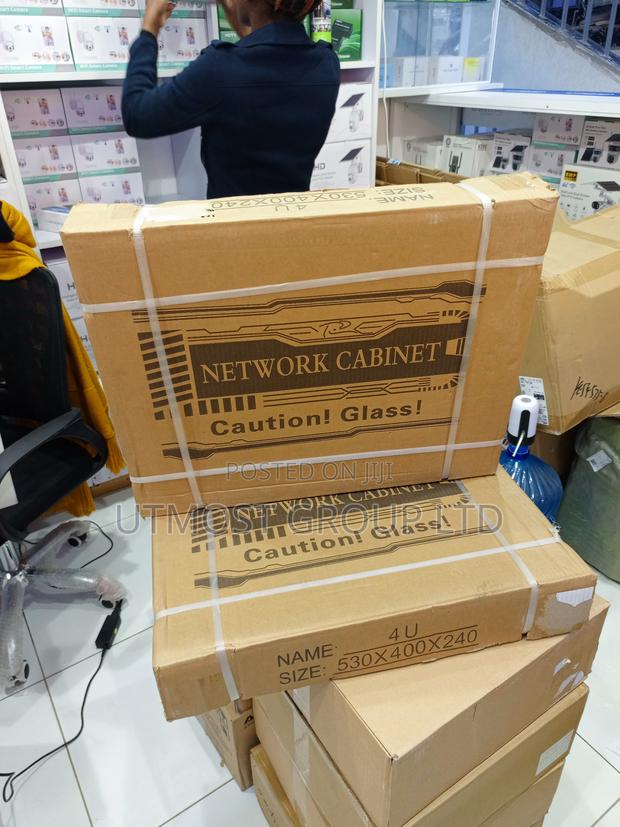 4U
NAME:
SIZE: 530X400X240
NETWORK CABINET
Caution! Glass!
POSTED ON JIJI
UTMOST GROUP LTD
NETWORK CABINET
Caution! Glass!
NAME: 4U
SIZE: 530X400X240